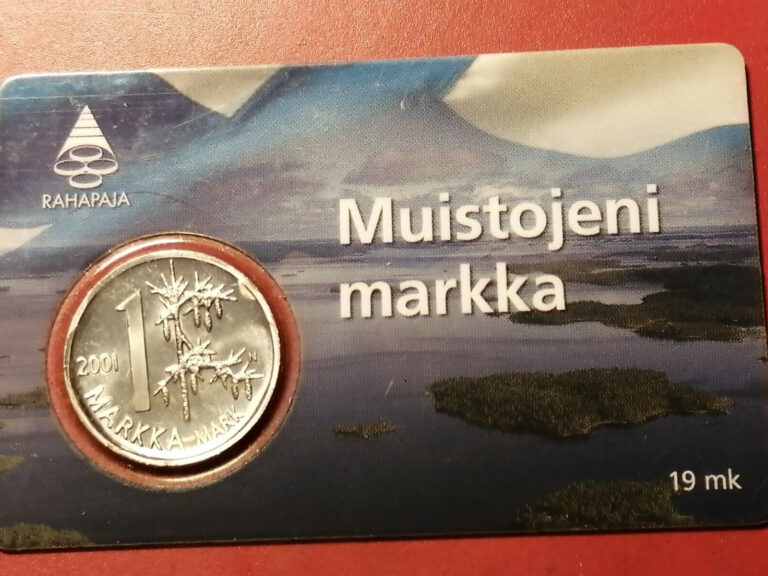 RAHAPAJA
Muistojeni
markka
1
2001
N
MARKKA MARK
19 mk